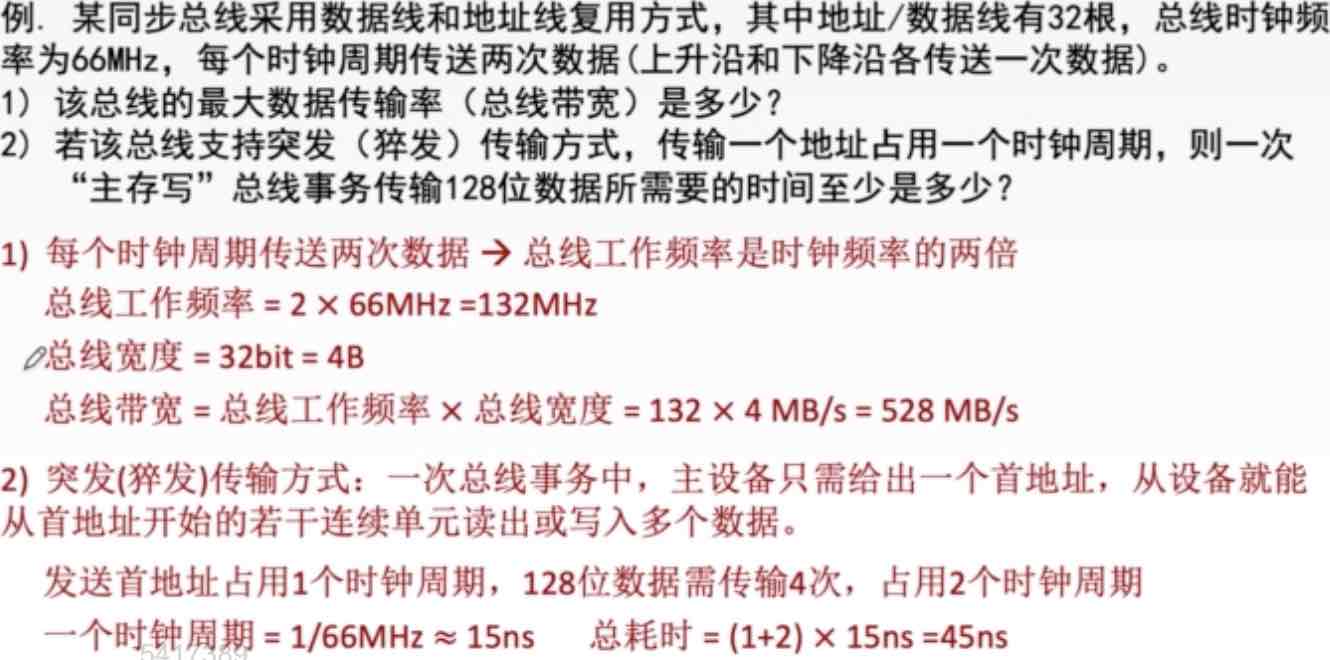 例. 某同步总线采用数据线和地址线复用方式，其中地址/数据线有32根，总线时钟频
率为66MHz，每个时钟周期传送两次数据(上升沿和下降沿各传送一次数据)。
1) 该总线的最大数据传输率（总线带宽）是多少?
2) 若该总线支持突发（猝发）传输方式，传输一个地址占用一个时钟周期，则一次
“主存写”总线事务传输128位数据所需要的时间至少是多少?
1) 每个时钟周期传送两次数据 → 总线工作频率是时钟频率的两倍
总线工作频率 = 2 × 66MHz =132MHz
总线宽度 = 32bit = 4B
总线带宽 = 总线工作频率 × 总线宽度 = 132 × 4 MB/s = 528 MB/s
2) 突发(猝发)传输方式：一次总线事务中，主设备只需给出一个首地址，从设备就能
从首地址开始的若干连续单元读出或写入多个数据。
发送首地址占用1个时钟周期，128位数据需传输4次，占用2个时钟周期
一个时钟周期 = 1/66MHz ≈ 15ns 总耗时 = (1+2) × 15ns =45ns